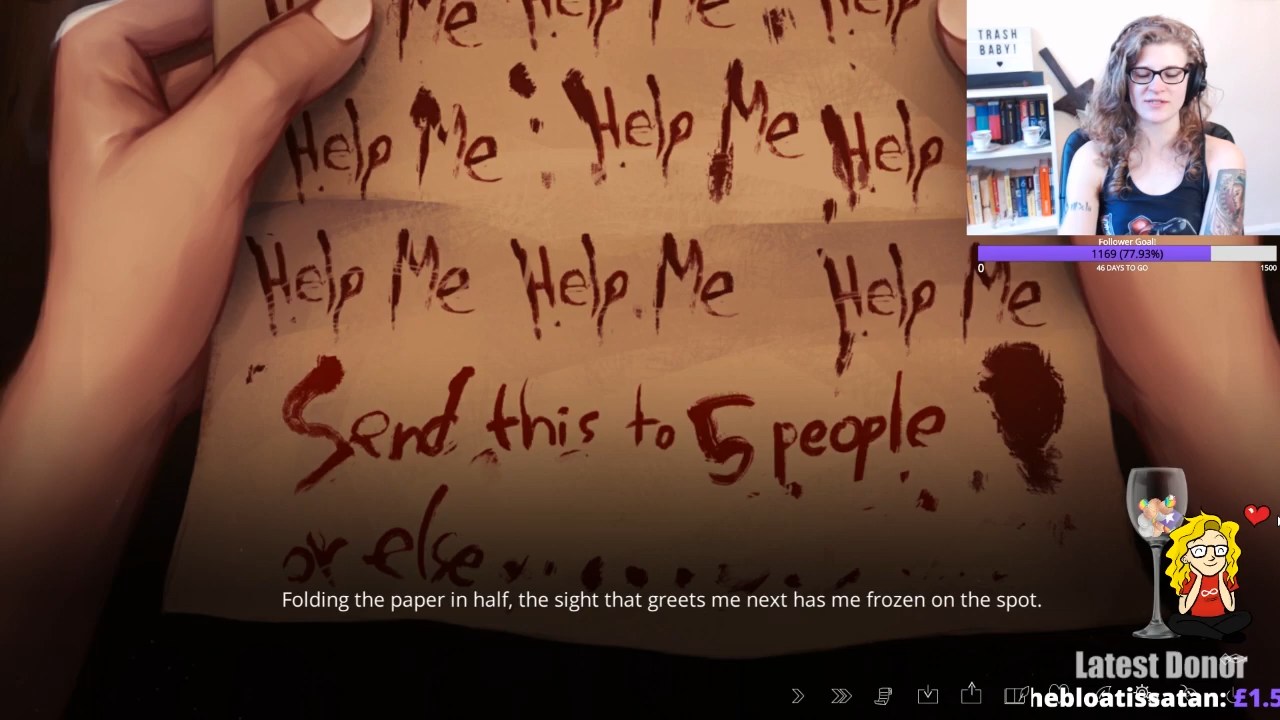 Help Me Help Me Help
Help Me Help Me Help
Help Me Help Me Help Me
Send this to 5 people
or else......
Folding the paper in half, the sight that greets me next has me frozen on the spot.
TRASH
BABY!
Follower Goal!
1169 (77.93%)
0 46 DAYS TO GO 1500
Latest Donor
hebloatissatan: £1.5